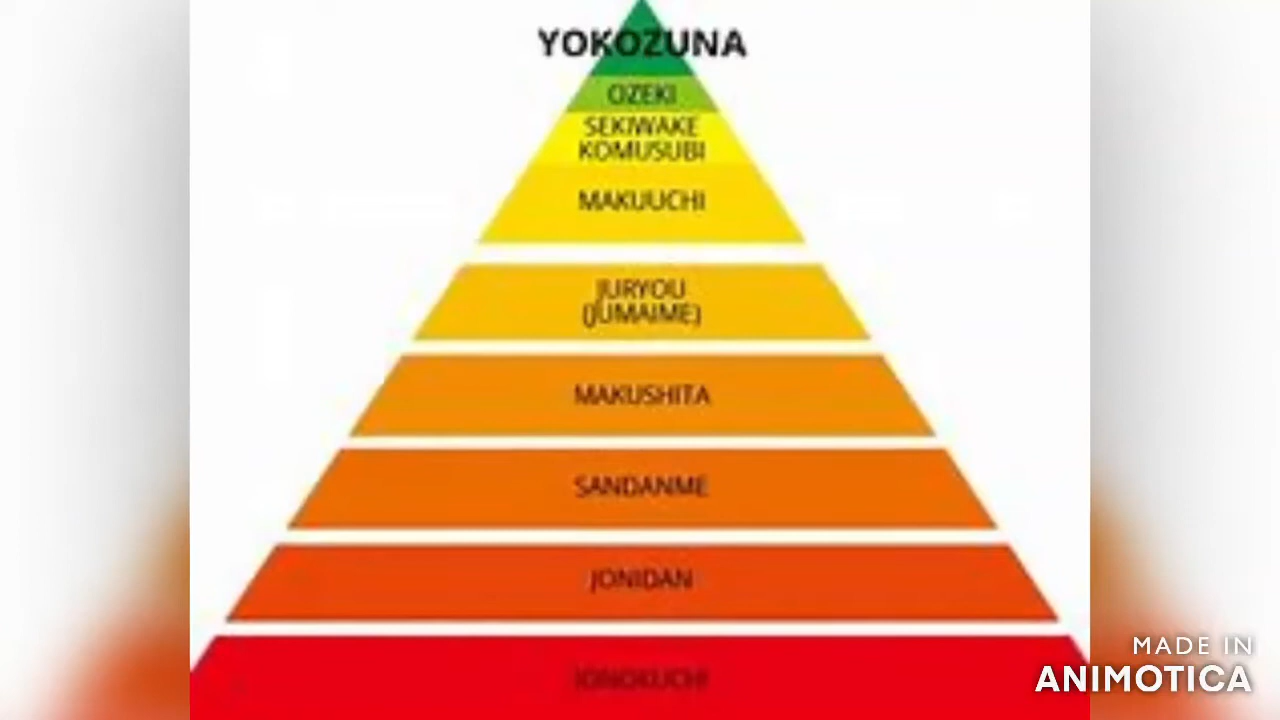 YOKOZUNA
OZEKI
SEKIWAKE
KOMUSUBI
MAKUUCHI
JURYOU
(JUMAIME)
MAKUSHITA
SANDANME
JONIDAN
JONOKUCHI
MADE IN
ANIMOTICA